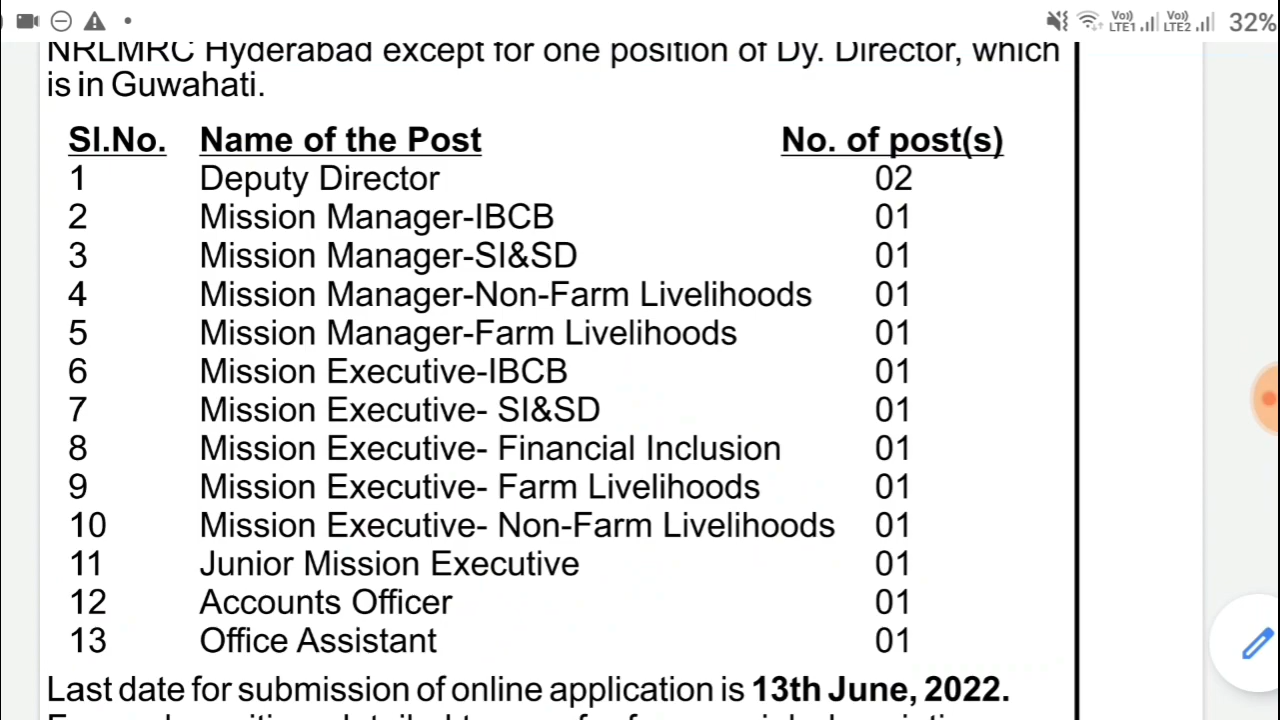 Vo)) LTE1 Vo)) LTE2 32%
NRLMRC Hyderabad except for one position of Dy. Director, which
is in Guwahati.
Sl.No. Name of the Post No. of post(s)
1 Deputy Director 02
2 Mission Manager-IBCB 01
3 Mission Manager-SI&SD 01
4 Mission Manager-Non-Farm Livelihoods 01
5 Mission Manager-Farm Livelihoods 01
6 Mission Executive-IBCB 01
7 Mission Executive- SI&SD 01
8 Mission Executive- Financial Inclusion 01
9 Mission Executive- Farm Livelihoods 01
10 Mission Executive- Non-Farm Livelihoods 01
11 Junior Mission Executive 01
12 Accounts Officer 01
13 Office Assistant 01
Last date for submission of online application is 13th June, 2022.